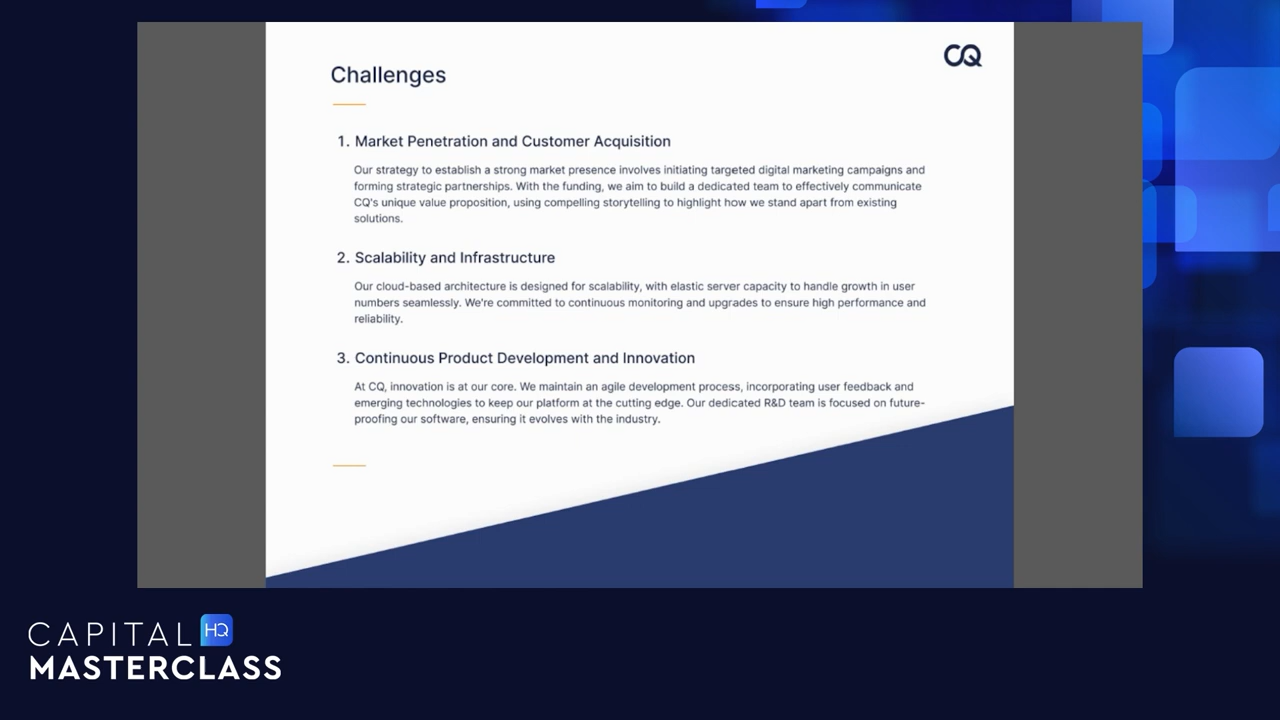 CQ
Challenges
1. Market Penetration and Customer Acquisition
Our strategy to establish a strong market presence involves initiating targeted digital marketing campaigns and
forming strategic partnerships. With the funding, we aim to build a dedicated team to effectively communicate
CQ's unique value proposition, using compelling storytelling to highlight how we stand apart from existing
solutions.
2. Scalability and Infrastructure
Our cloud-based architecture is designed for scalability, with elastic server capacity to handle growth in user
numbers seamlessly. We're committed to continuous monitoring and upgrades to ensure high performance and
reliability.
3. Continuous Product Development and Innovation
At CQ, innovation is at our core. We maintain an agile development process, incorporating user feedback and
emerging technologies to keep our platform at the cutting edge. Our dedicated R&D team is focused on future-
proofing our software, ensuring it evolves with the industry.
CAPITAL HQ
MASTERCLASS